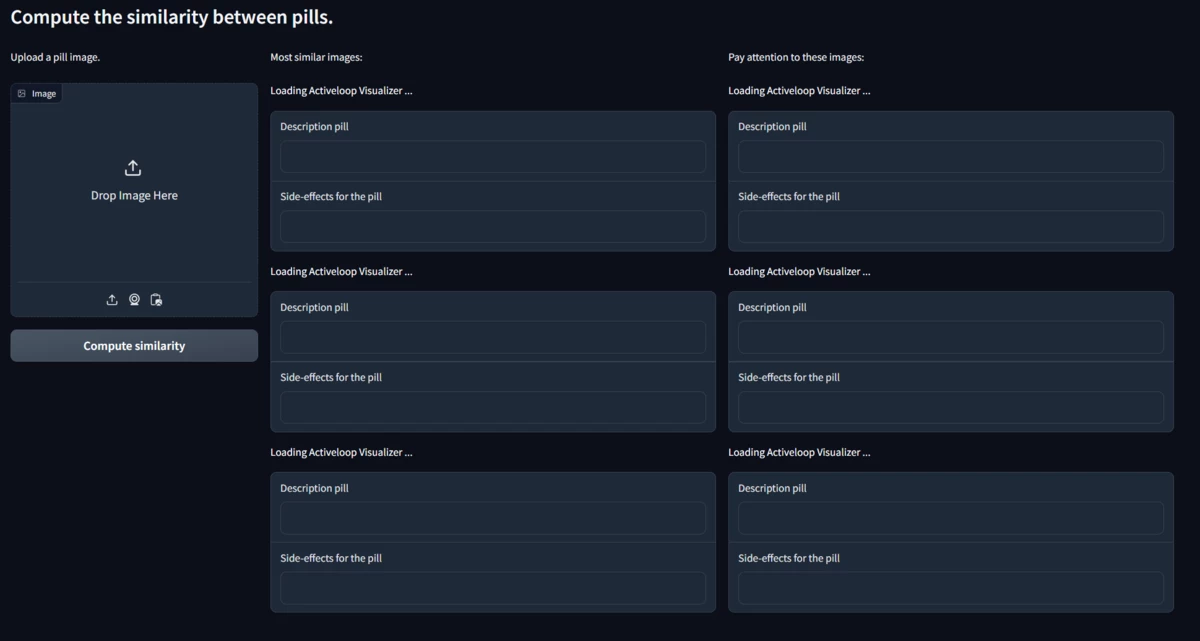 Compute the similarity between pills.
Upload a pill image.
Image
Drop Image Here
Compute similarity
Most similar images:
Loading Activeloop Visualizer ...
Description pill
Side-effects for the pill
Loading Activeloop Visualizer ...
Description pill
Side-effects for the pill
Loading Activeloop Visualizer ...
Description pill
Side-effects for the pill
Pay attention to these images:
Loading Activeloop Visualizer ...
Description pill
Side-effects for the pill
Loading Activeloop Visualizer ...
Description pill
Side-effects for the pill
Loading Activeloop Visualizer ...
Description pill
Side-effects for the pill